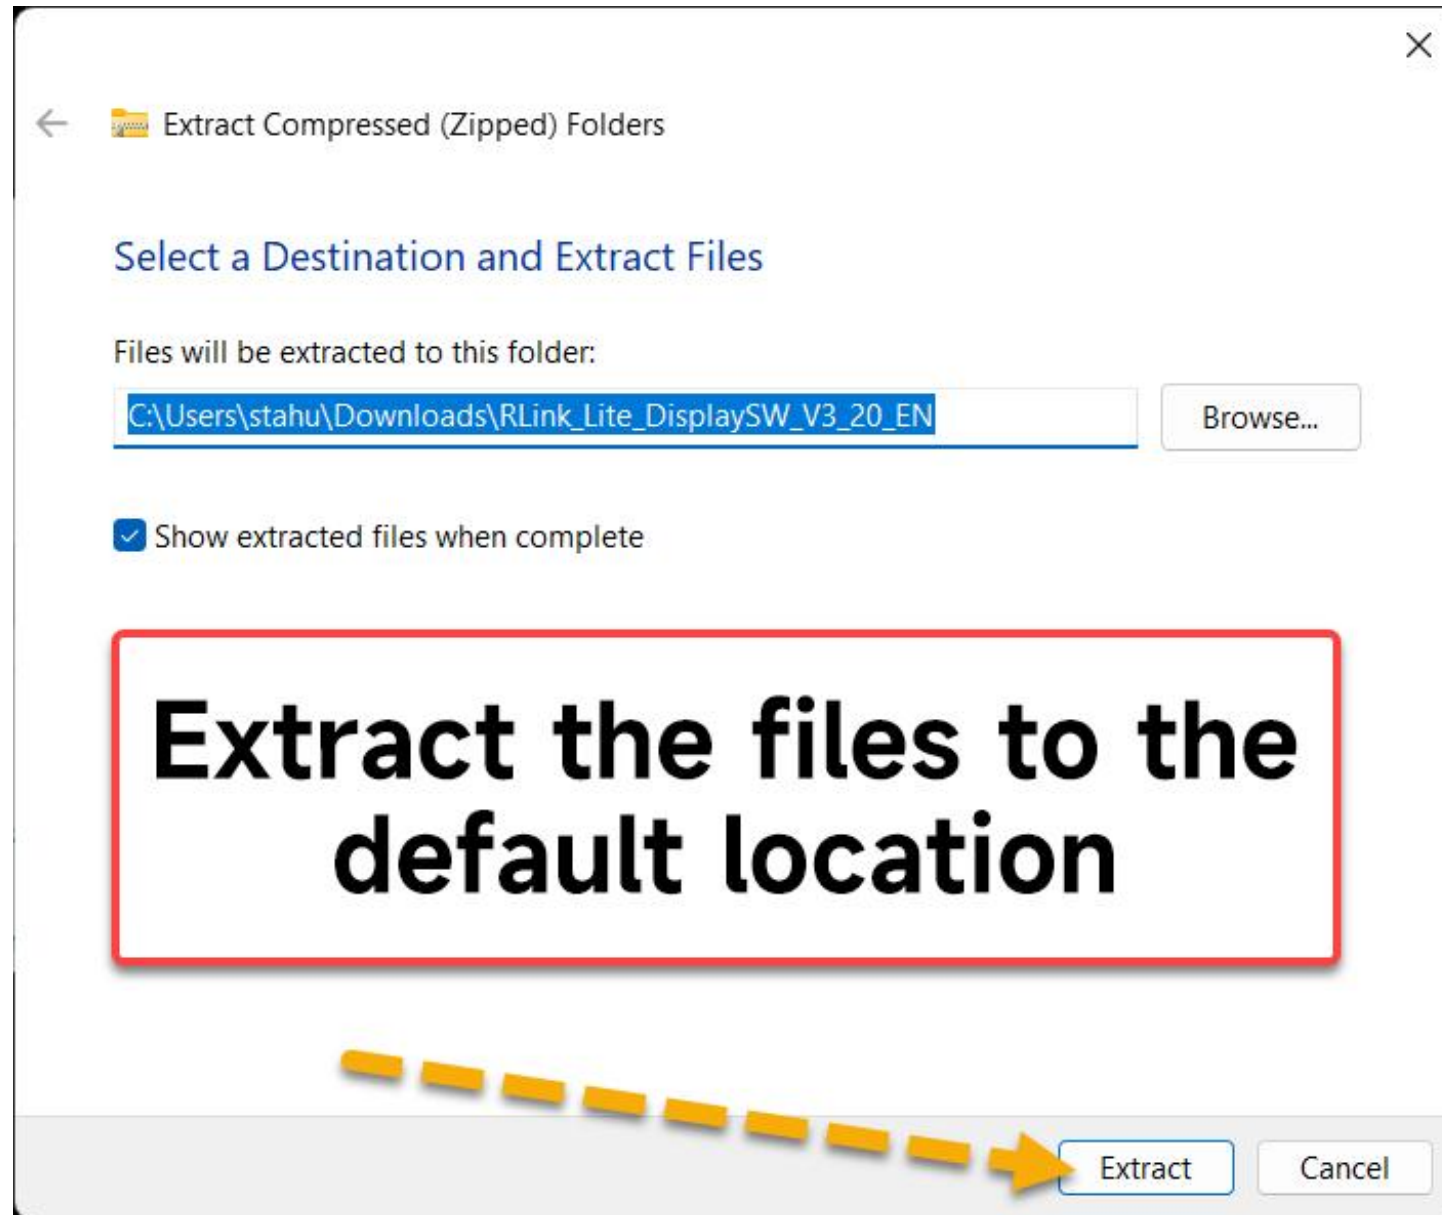 Extract Compressed (Zipped) Folders
Select a Destination and Extract Files
Files will be extracted to this folder:
C:\Users\stahu\Downloads\RLink_Lite_DisplaySW_V3_20_EN
Browse...
Show extracted files when complete
Extract the files to the
default location
Extract
Cancel